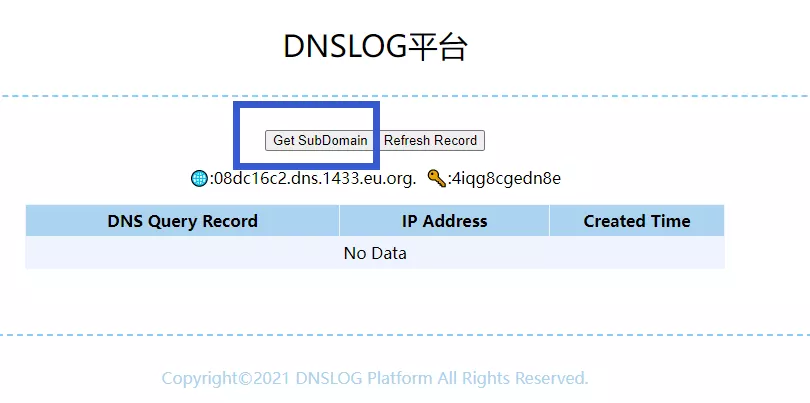 DNSLOG平台
Get SubDomain Refresh Record
:08dc16c2.dns.1433.eu.org. :4iqg8cgedn8e
DNS Query Record IP Address Created Time
No Data
Copyright©2021 DNSLOG Platform All Rights Reserved.